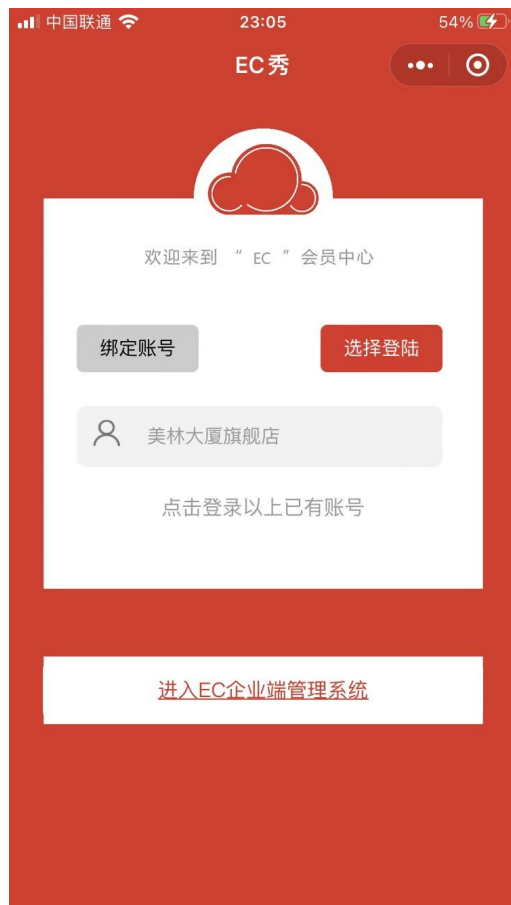 中国联通 23:05 54%
EC秀
欢迎来到 “ EC ” 会员中心
绑定账号 选择登陆
美林大厦旗舰店
点击登录以上已有账号
进入EC企业端管理系统